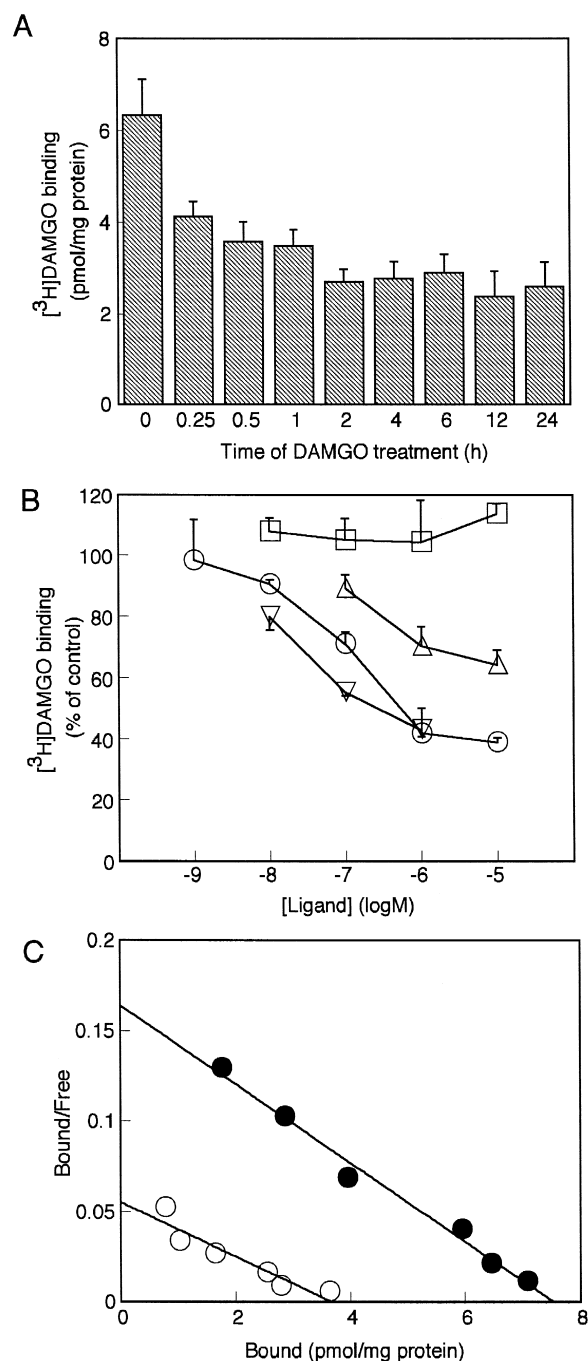 A
8
6
4
2
0
[³H]DAMGO binding
(pmol/mg protein)
0 0.25 0.5 1 2 4 6 12 24
Time of DAMGO treatment (h)
B
120
100
80
60
40
20
0
[³H]DAMGO binding
(% of control)
-9 -8 -7 -6 -5
[Ligand] (logM)
C
0.2
0.15
0.1
0.05
0
Bound/Free
0 2 4 6 8
Bound (pmol/mg protein)